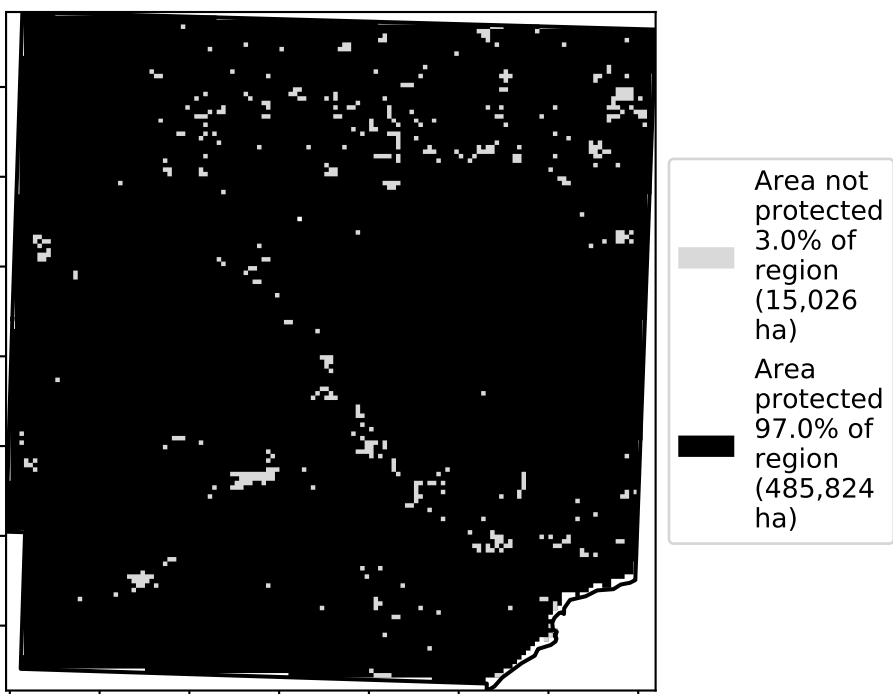 Area not
protected
3.0% of
region
(15,026
ha)
Area
protected
97.0% of
region
(485,824
ha)